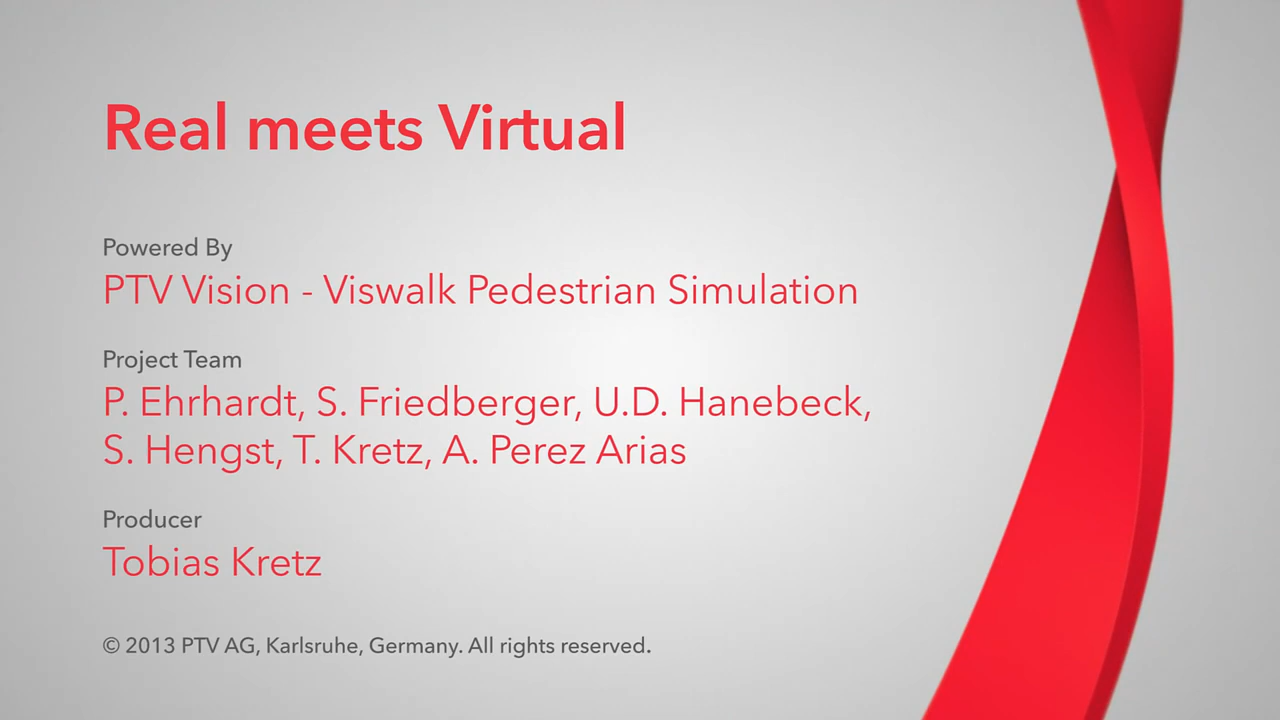 Real meets Virtual
Powered By
PTV Vision - Viswalk Pedestrian Simulation
Project Team
P. Ehrhardt, S. Friedberger, U.D. Hanebeck,
S. Hengst, T. Kretz, A. Perez Arias
Producer
Tobias Kretz
© 2013 PTV AG, Karlsruhe, Germany. All rights reserved.